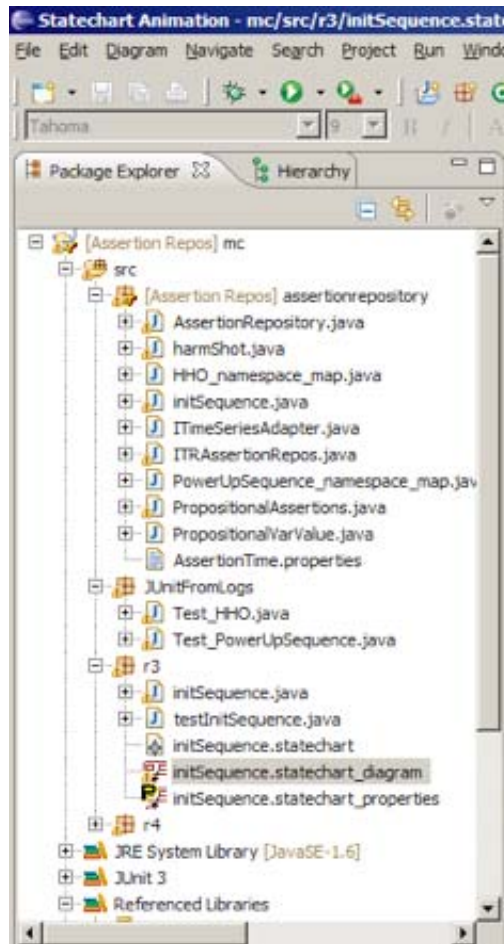 Statechart Animation - mc/src/r3/initSequence.stat
File Edit Diagram Navigate Search Project Run Windo
Tahoma 9 B I A
Package Explorer Hierarchy
[Assertion Repos] mc
src
[Assertion Repos] assertionrepository
AssertionRepository.java
harmShot.java
HHO_namespace_map.java
initSequence.java
ITimeSeriesAdapter.java
ITRAssertionRepos.java
PowerUpSequence_namespace_map.jav
PropositionalAssertions.java
PropositionalVarValue.java
AssertionTime.properties
JUnitFromLogs
Test_HHO.java
Test_PowerUpSequence.java
r3
initSequence.java
testInitSequence.java
initSequence.statechart
initSequence.statechart_diagram
initSequence.statechart_properties
r4
JRE System Library [JavaSE-1.6]
JUnit 3
Referenced Libraries